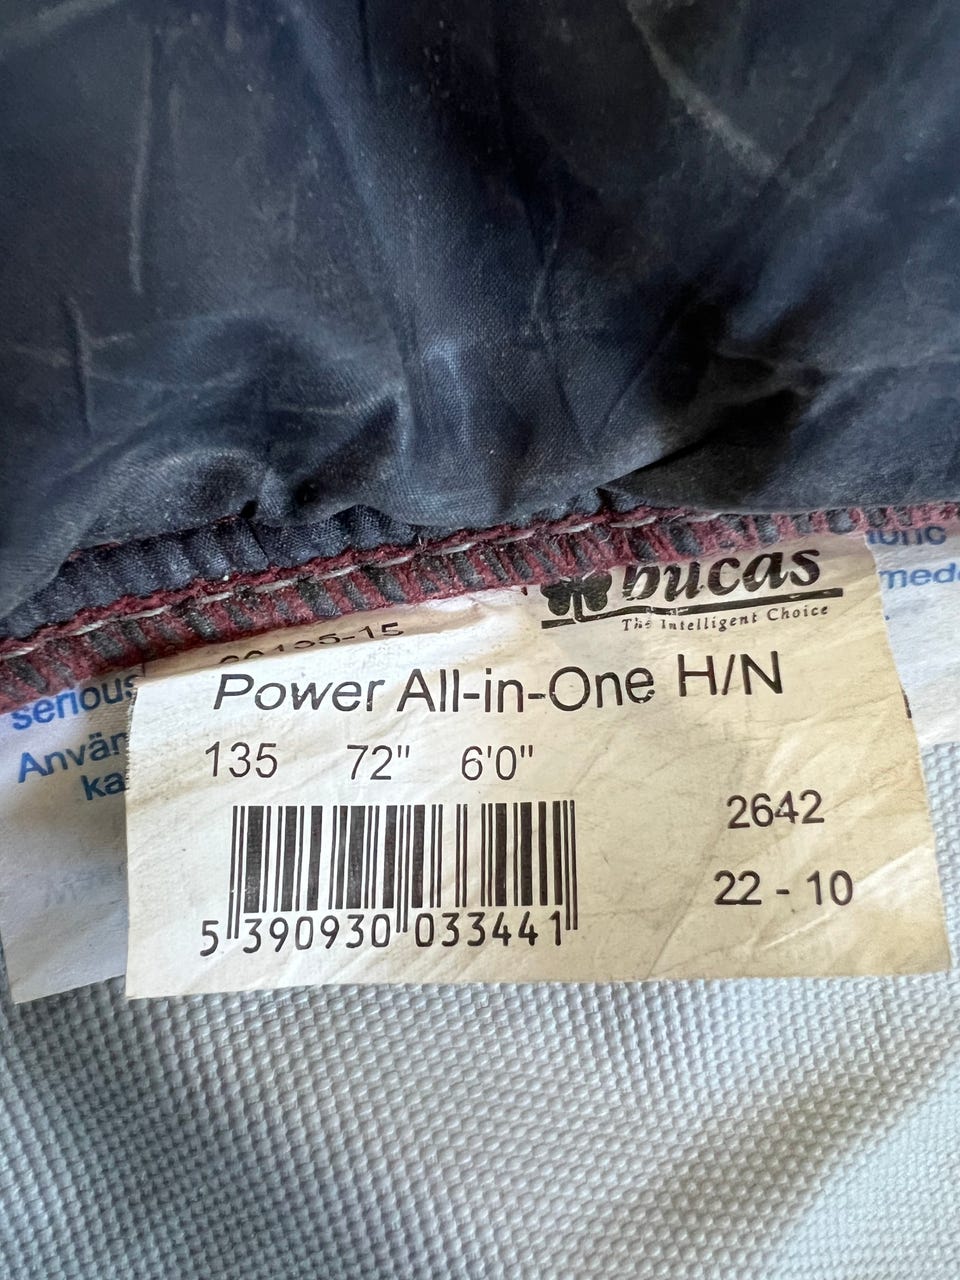 bucas
The Intelligent Choice
Power All-in-One H/N
135 72" 6'0"
2642
22 - 10
5 390930 033441
serious
Använ
ka